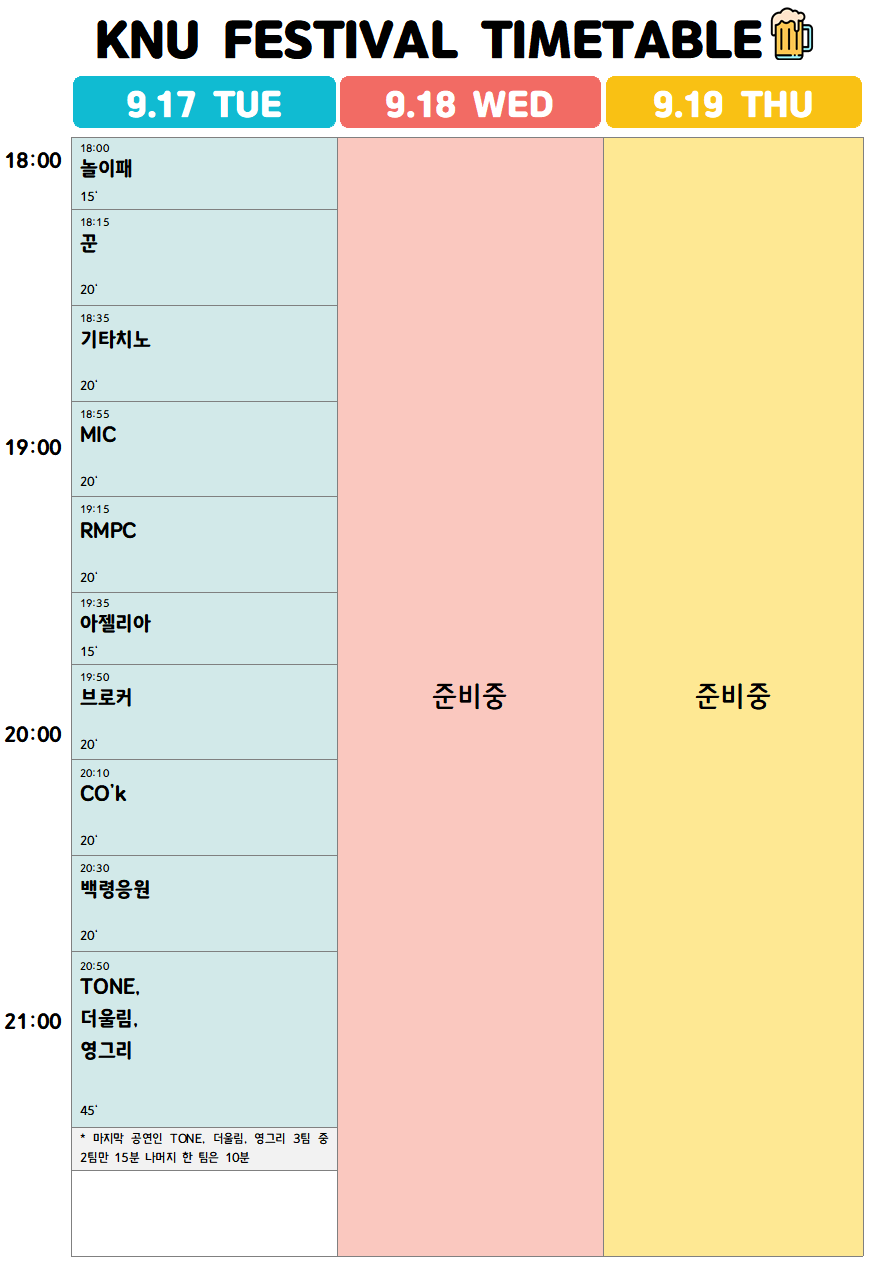 KNU FESTIVAL TIMETABLE
9.17 TUE
9.18 WED
9.19 THU
18:00
18:00
놀이패
15'
18:15
꾼
20'
18:35
기타치노
20'
19:00
18:55
MIC
20'
19:15
RMPC
20'
19:35
아젤리아
15'
20:00
19:50
브로커
20'
20:10
CO'k
20'
20:30
백령응원
20'
21:00
20:50
TONE,
더울림,
영그리
45'
* 마지막 공연인 TONE, 더울림, 영그리 3팀 중
2팀만 15분 나머지 한 팀은 10분
준비중
준비중